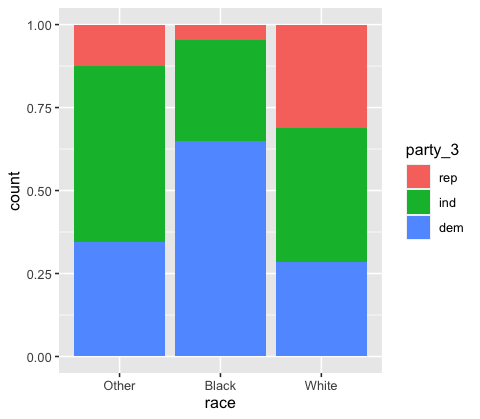 1.00
0.75
0.50
0.25
0.00
count
Other Black White
race
party_3
rep
ind
dem